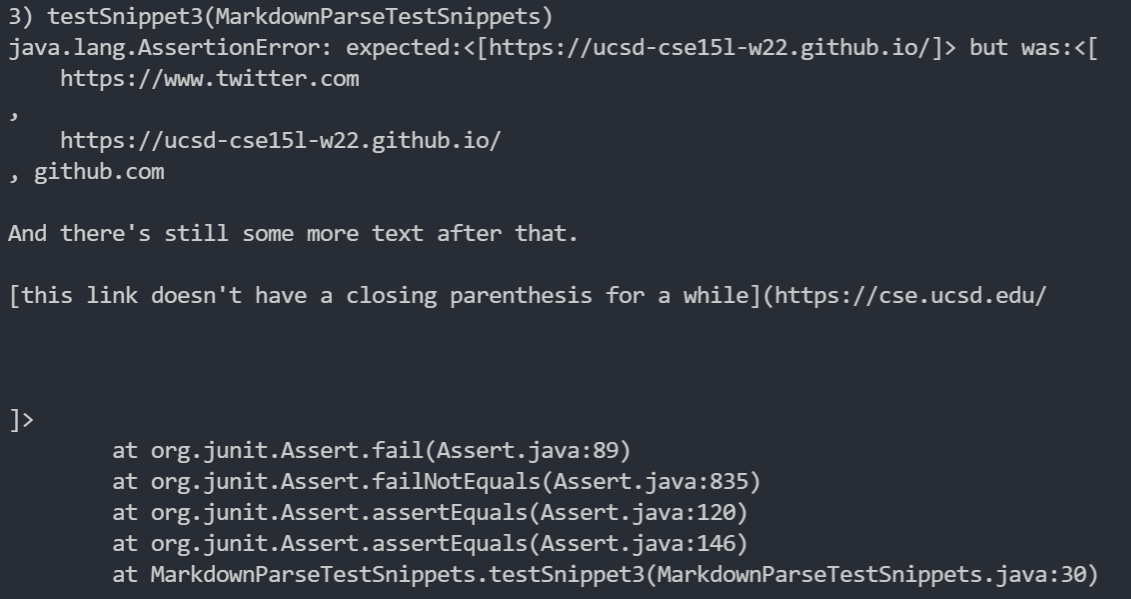 3) testSnippet3(MarkdownParseTestSnippets)
java.lang.AssertionError: expected:<[https://ucsd-cse15l-w22.github.io/]> but was:<[
    https://www.twitter.com
,
    https://ucsd-cse15l-w22.github.io/
, github.com

And there's still some more text after that.

[this link doesn't have a closing parenthesis for a while](https://cse.ucsd.edu/



]>
        at org.junit.Assert.fail(Assert.java:89)
        at org.junit.Assert.failNotEquals(Assert.java:835)
        at org.junit.Assert.assertEquals(Assert.java:120)
        at org.junit.Assert.assertEquals(Assert.java:146)
        at MarkdownParseTestSnippets.testSnippet3(MarkdownParseTestSnippets.java:30)